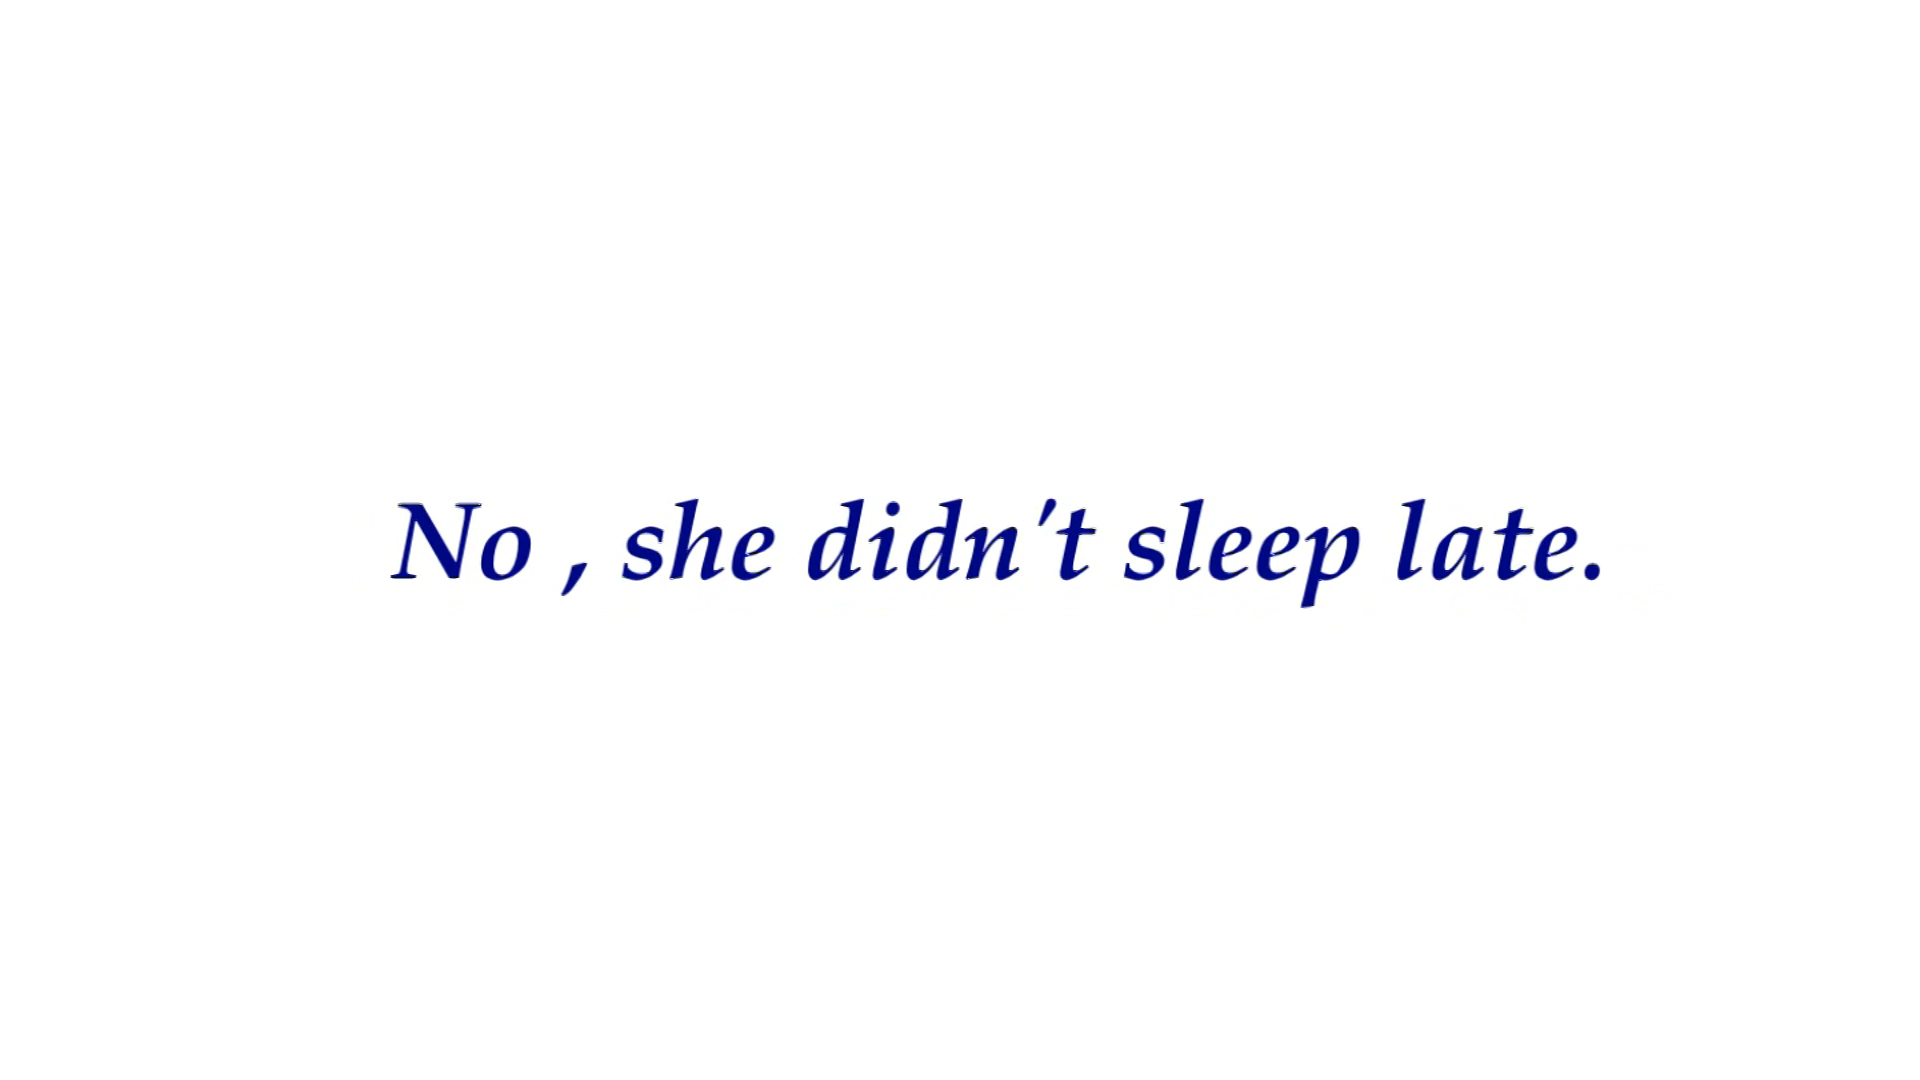 No , she didn't sleep late.